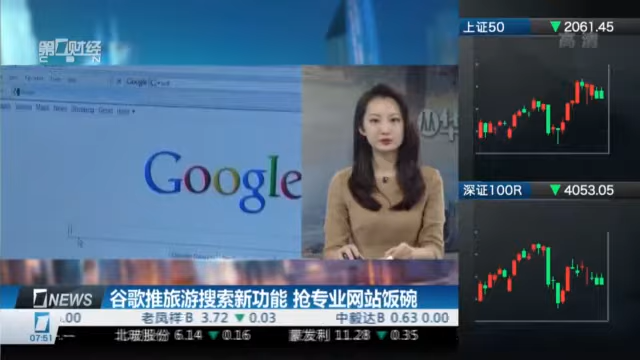 第一财经
上证50 ▼2061.45
高清
Google
Google
深证100R ▼4053.05
NEWS
谷歌推旅游搜索新功能 抢专业网站饭碗
.00 老凤祥B 3.72 ▼0.03 中毅达B 0.63 0.00
07:51
北玻股份 6.14 ▼0.16 蒙发利 11.28 ▼0.35